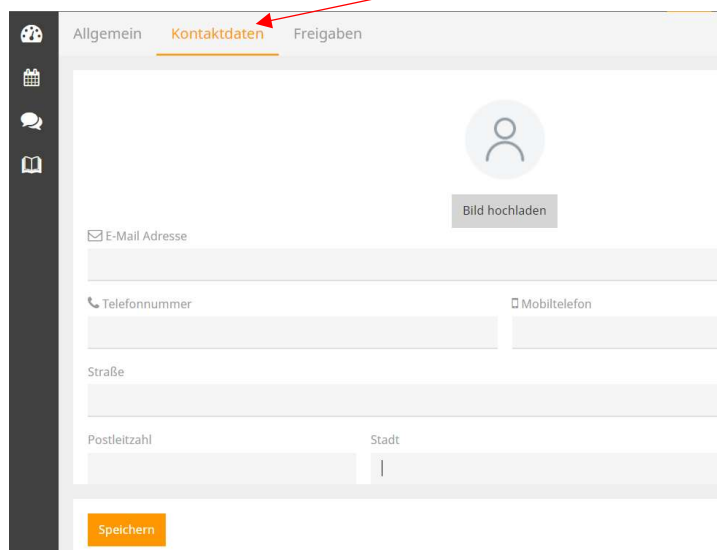 Allgemein Kontaktdaten Freigaben
Bild hochladen
E-Mail Adresse
Telefonnummer Mobiltelefon
Straße
Postleitzahl Stadt
Speichern